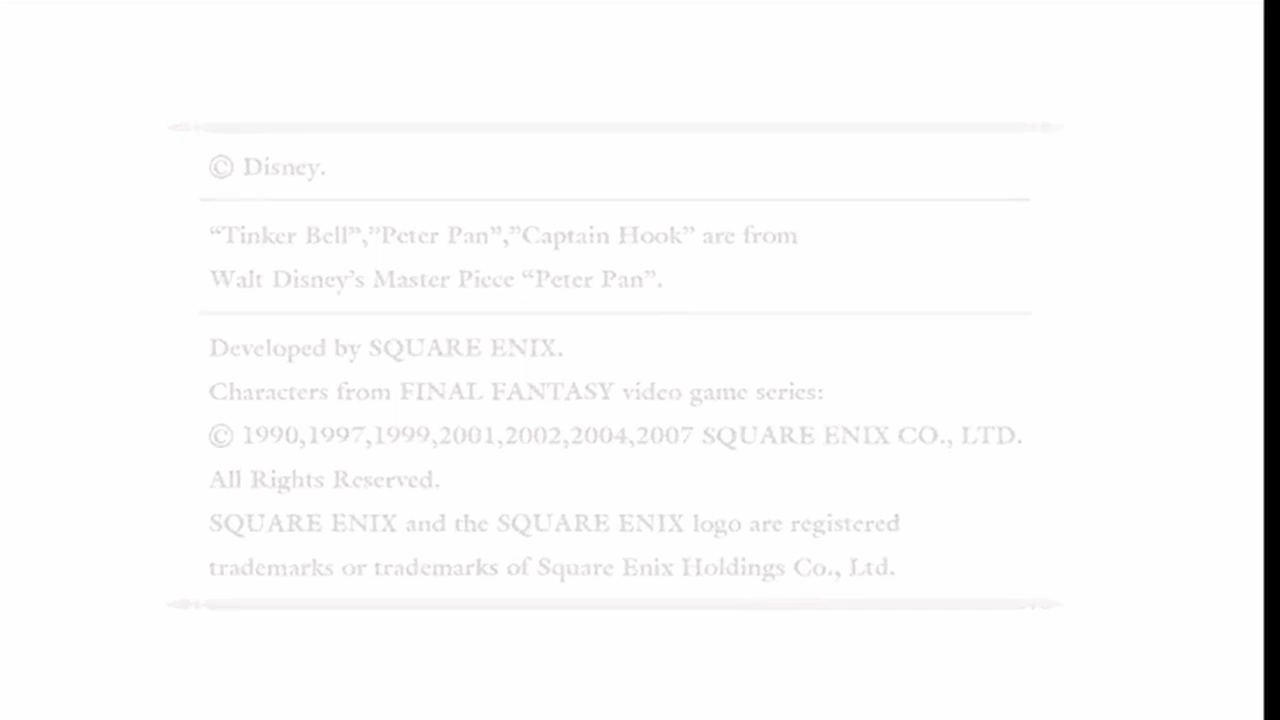 © Disney.
“Tinker Bell”,”Peter Pan”,”Captain Hook” are from
Walt Disney’s Master Piece “Peter Pan”.
Developed by SQUARE ENIX.
Characters from FINAL FANTASY video game series:
© 1990,1997,1999,2001,2002,2004,2007 SQUARE ENIX CO., LTD.
All Rights Reserved.
SQUARE ENIX and the SQUARE ENIX logo are registered
trademarks or trademarks of Square Enix Holdings Co., Ltd.